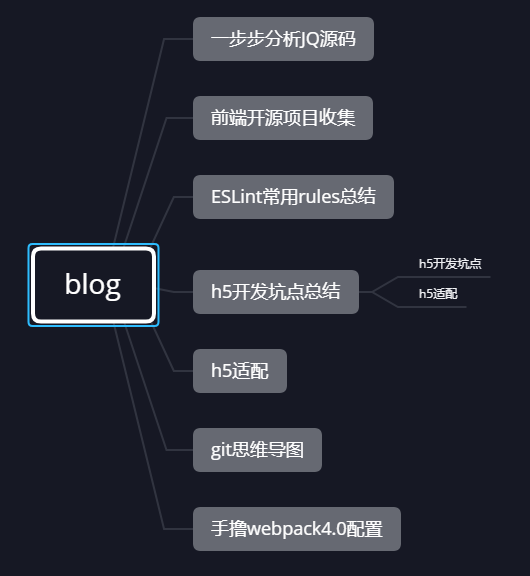 一步步分析JQ源码
前端开源项目收集
ESLint常用rules总结
blog
h5开发坑点总结
h5开发坑点
h5适配
h5适配
git思维导图
手撸webpack4.0配置